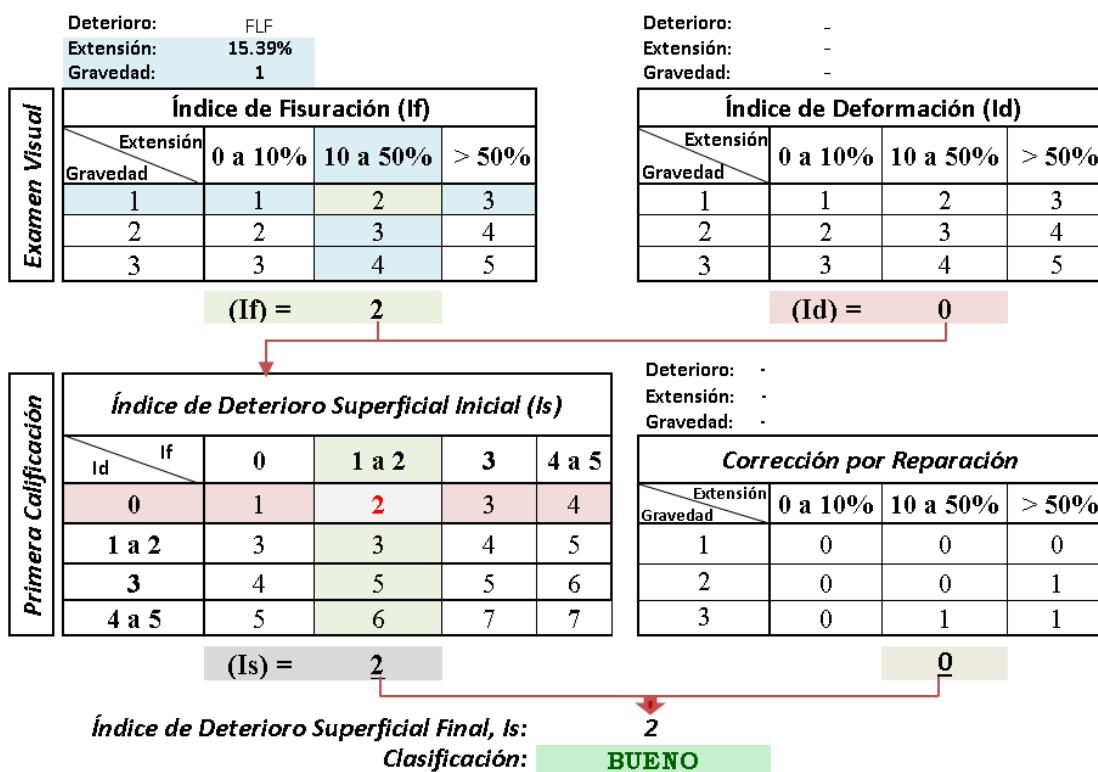 Deterioro: FLF
Extensión: 15.39%
Gravedad: 1
Deterioro: -
Extensión: -
Gravedad: -
Examen Visual
Índice de Fisuración (If)
Extensión
Gravedad
0 a 10% 10 a 50% > 50%
1 1 2 3
2 2 3 4
3 3 4 5
(If) = 2
Índice de Deformación (Id)
Extensión
Gravedad
0 a 10% 10 a 50% > 50%
1 1 2 3
2 2 3 4
3 3 4 5
(Id) = 0
Primera Calificación
Índice de Deterioro Superficial Inicial (Is)
If
Id
0 1 a 2 3 4 a 5
0 1 2 3 4
1 a 2 3 3 4 5
3 4 5 5 6
4 a 5 5 6 7 7
(Is) = 2
Deterioro: -
Extensión: -
Gravedad: -
Corrección por Reparación
Extensión
Gravedad
0 a 10% 10 a 50% > 50%
1 0 0 0
2 0 0 1
3 0 1 1
0
Índice de Deterioro Superficial Final, Is: 2
Clasificación: BUENO